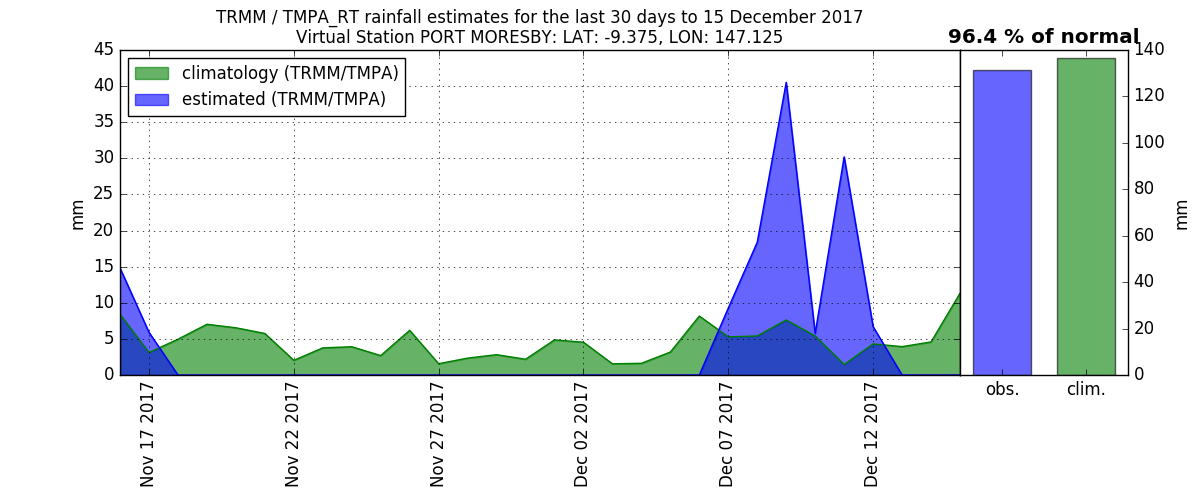 TRMM / TMPA_RT rainfall estimates for the last 30 days to 15 December 2017
Virtual Station PORT MORESBY: LAT: -9.375, LON: 147.125
96.4 % of normal
climatology (TRMM/TMPA)
estimated (TRMM/TMPA)
45
40
35
30
25
20
15
10
5
0
mm
Nov 17 2017
Nov 22 2017
Nov 27 2017
Dec 02 2017
Dec 07 2017
Dec 12 2017
obs.
clim.
140
120
100
80
60
40
20
0
mm